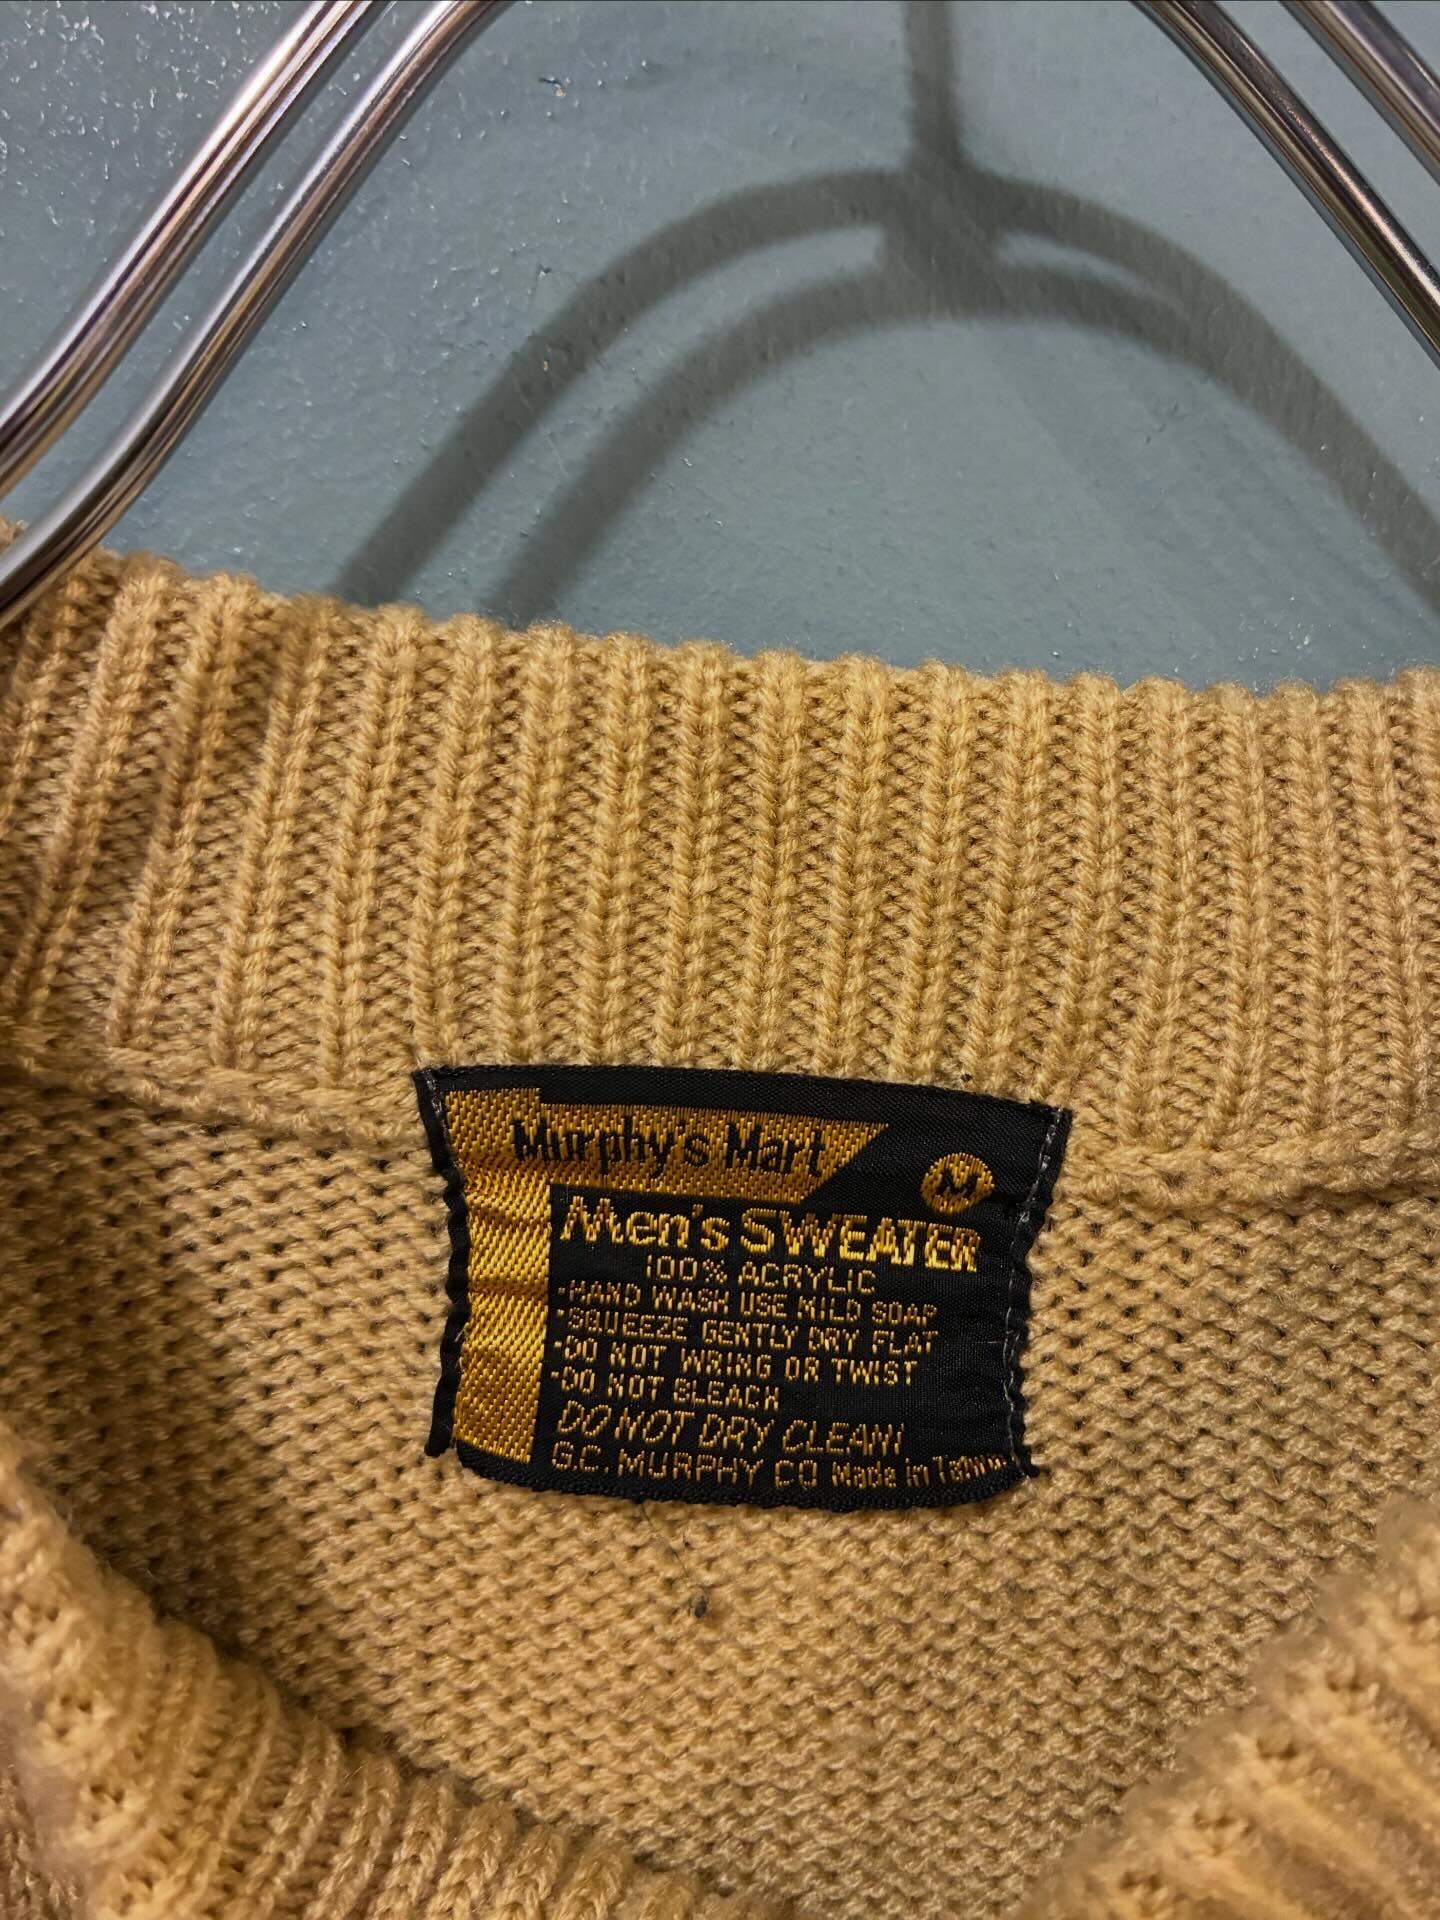 Murphy's Mart
M
Men's SWEATER
100% ACRYLIC
•HAND WASH USE MILD SOAP
•SQUEEZE GENTLY DRY FLAT
•DO NOT WRING OR TWIST
•DO NOT BLEACH
DO NOT DRY CLEAN!
G.C. MURPHY CO Made in Taiwan